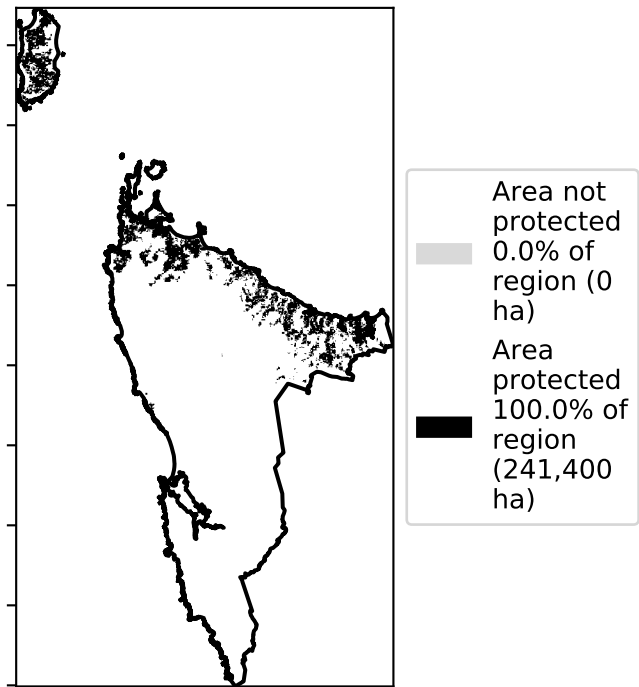 Area not
protected
0.0% of
region (0
ha)
Area
protected
100.0% of
region
(241,400
ha)